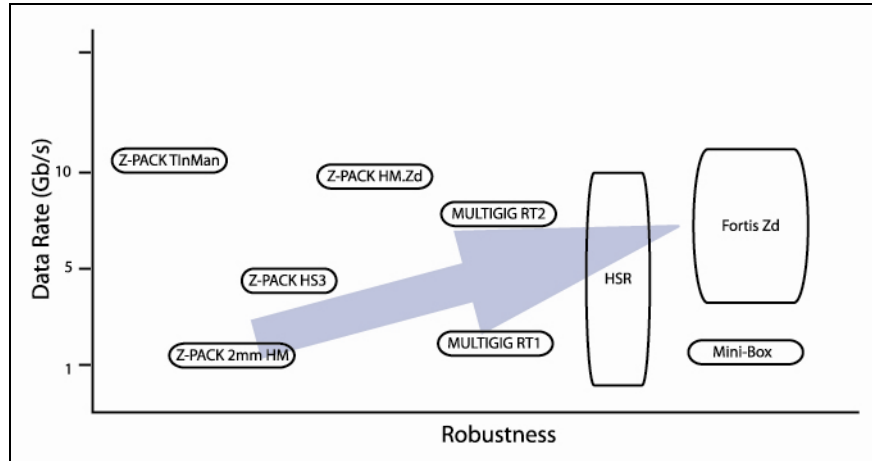 Data Rate (Gb/s)
10
5
1
Z-PACK TInMan
Z-PACK HM.Zd
MULTIGIG RT2
Fortis Zd
Z-PACK HS3
HSR
Z-PACK 2mm HM
MULTIGIG RT1
Mini-Box
Robustness